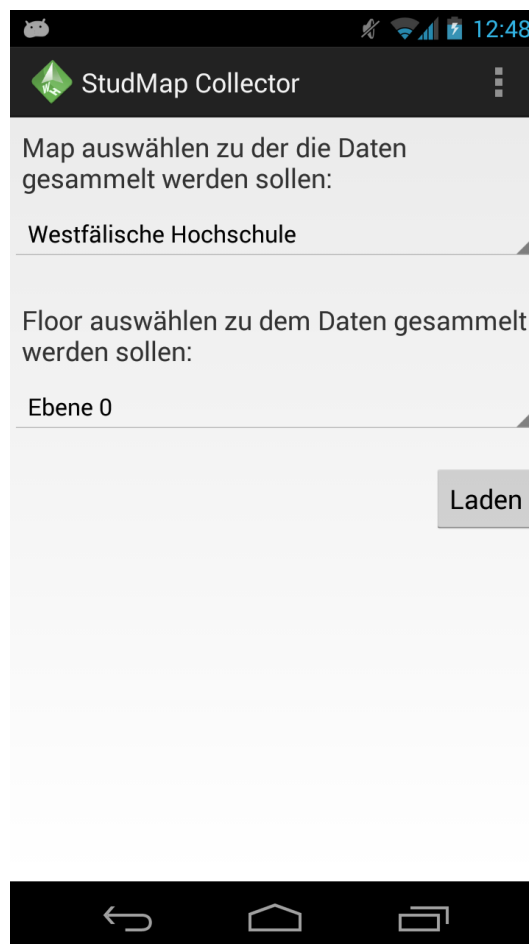 12:48
StudMap Collector
Map auswählen zu der die Daten
gesammelt werden sollen:
Westfälische Hochschule
Floor auswählen zu dem Daten gesammelt
werden sollen:
Ebene 0
Laden